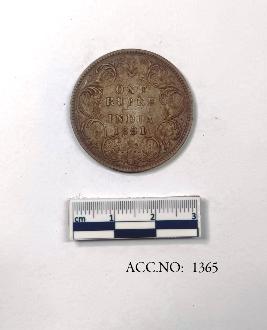 ONE
RUPEE
INDIA
1891
cm 1 2 3
ACC.NO: 1365